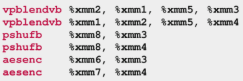 vpblendvb %xmm2, %xmm1, %xmm5, %xmm3
vpblendvb %xmm1, %xmm2, %xmm5, %xmm4
pshufb %xmm8, %xmm3
pshufb %xmm8, %xmm4
aesenc %xmm6, %xmm3
aesenc %xmm7, %xmm4